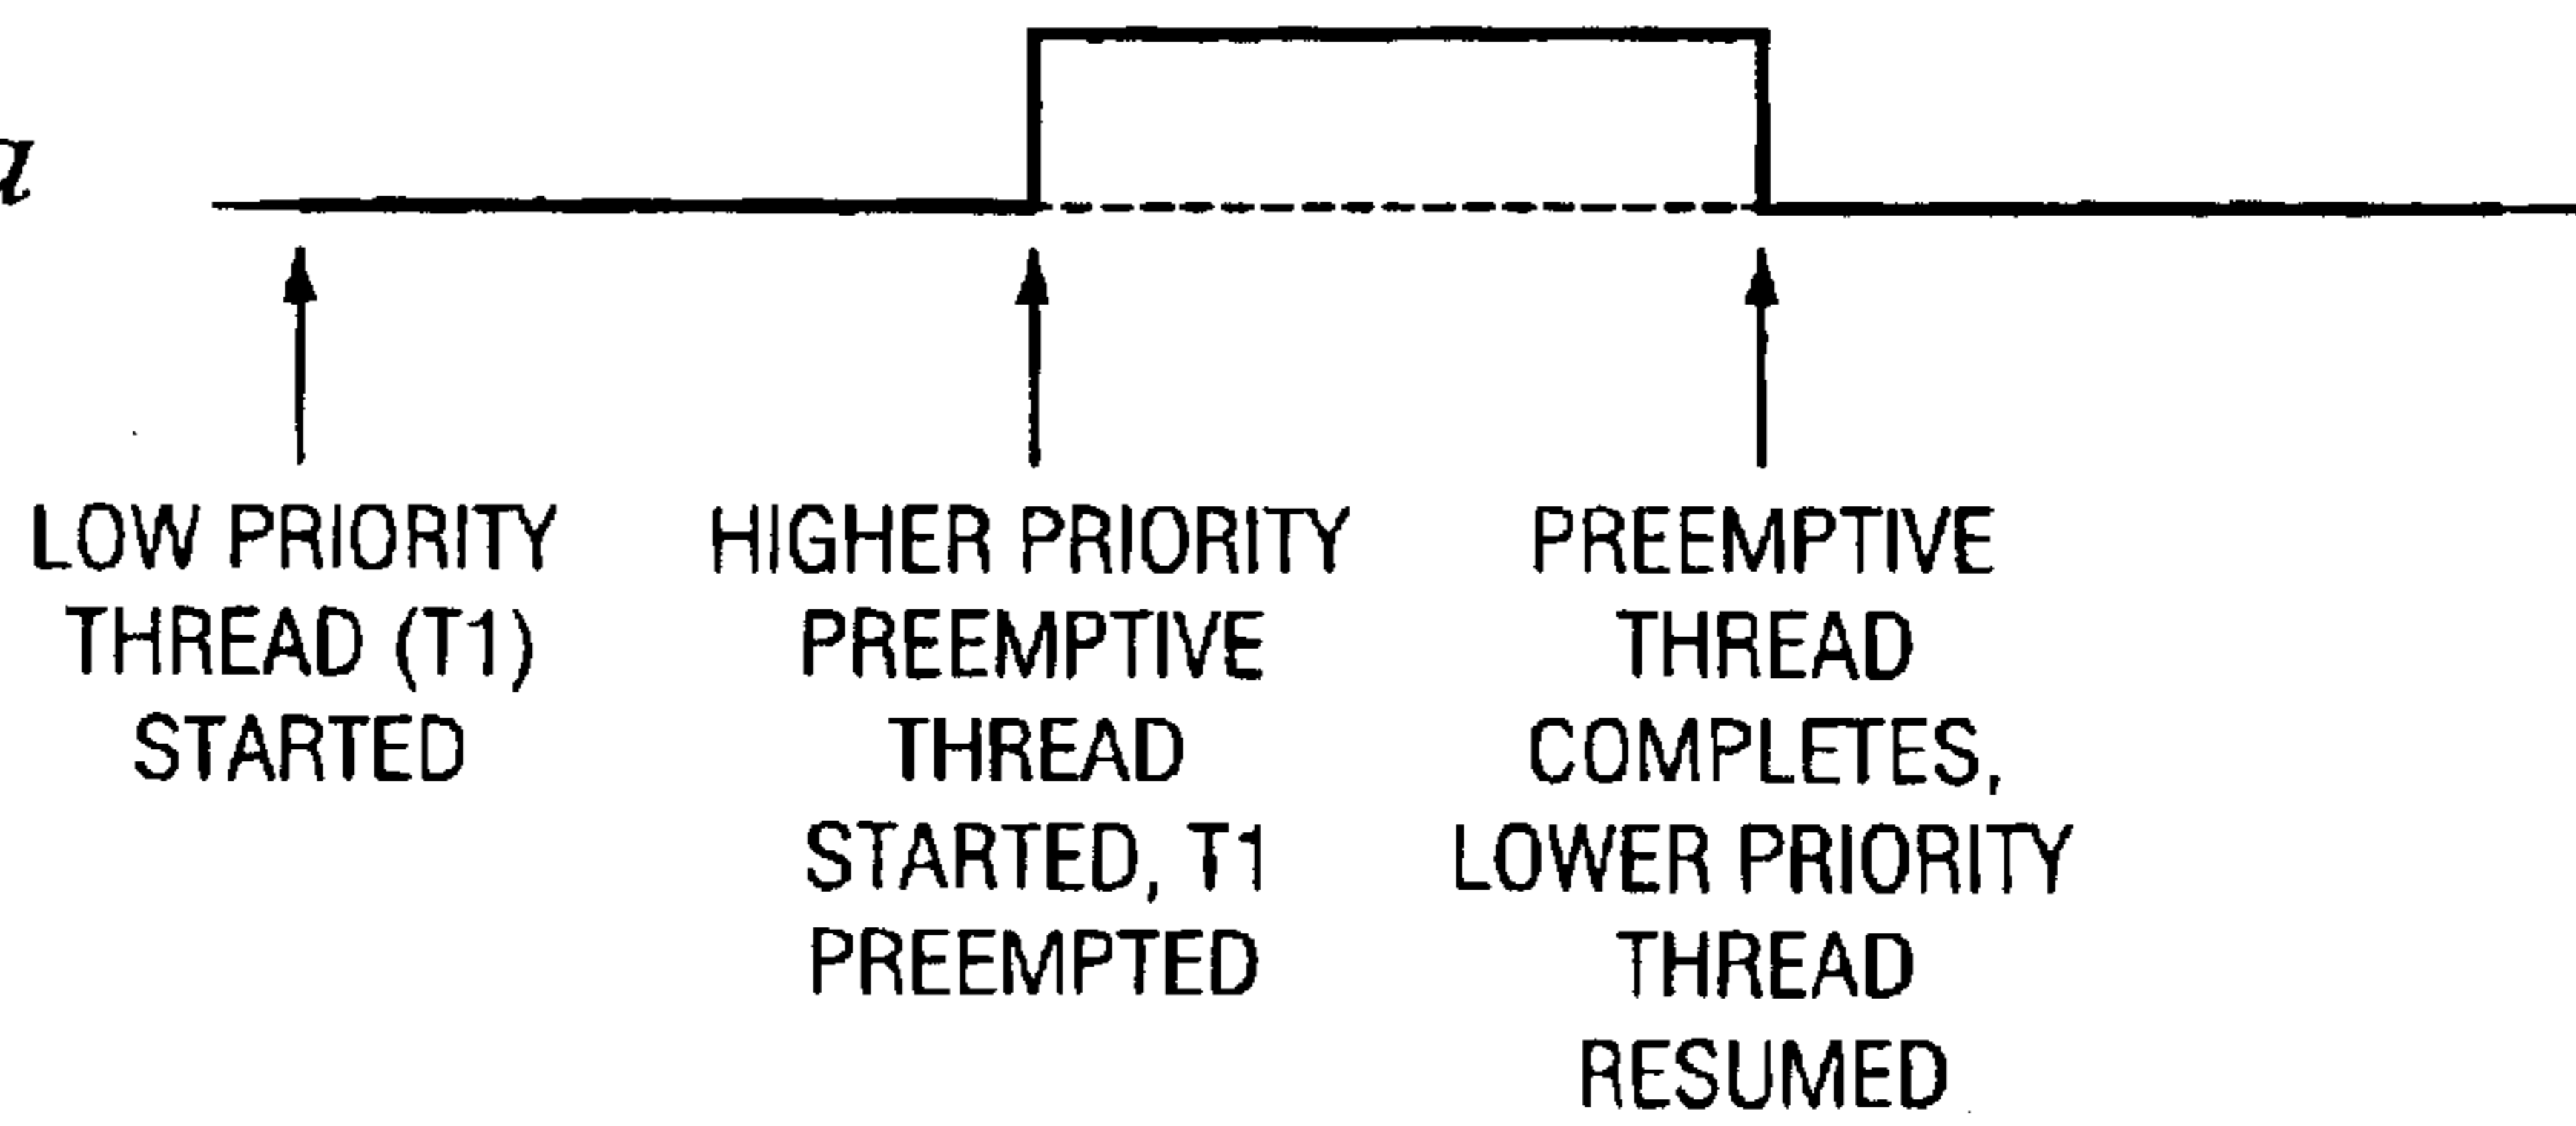 a
LOW PRIORITY
THREAD (T1)
STARTED
HIGHER PRIORITY
PREEMPTIVE
THREAD
STARTED, T1
PREEMPTED
PREEMPTIVE
THREAD
COMPLETES,
LOWER PRIORITY
THREAD
RESUMED